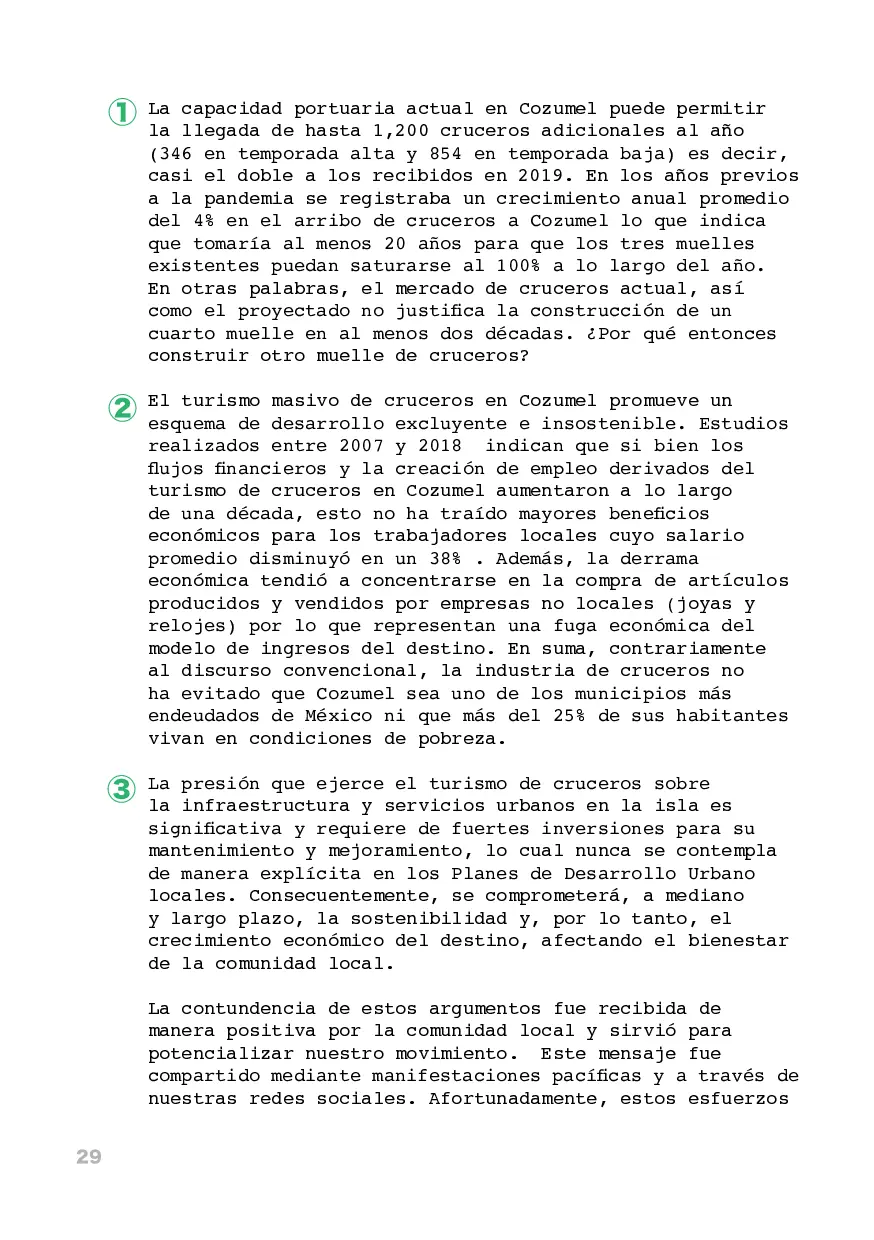 ① La capacidad portuaria actual en Cozumel puede permitir
la llegada de hasta 1,200 cruceros adicionales al año
(346 en temporada alta y 854 en temporada baja) es decir,
casi el doble a los recibidos en 2019. En los años previos
a la pandemia se registraba un crecimiento anual promedio
del 4% en el arribo de cruceros a Cozumel lo que indica
que tomaría al menos 20 años para que los tres muelles
existentes puedan saturarse al 100% a lo largo del año.
En otras palabras, el mercado de cruceros actual, así
como el proyectado no justifica la construcción de un
cuarto muelle en al menos dos décadas. ¿Por qué entonces
construir otro muelle de cruceros?
② El turismo masivo de cruceros en Cozumel promueve un
esquema de desarrollo excluyente e insostenible. Estudios
realizados entre 2007 y 2018  indican que si bien los
flujos financieros y la creación de empleo derivados del
turismo de cruceros en Cozumel aumentaron a lo largo
de una década, esto no ha traído mayores beneficios
económicos para los trabajadores locales cuyo salario
promedio disminuyó en un 38% . Además, la derrama
económica tendió a concentrarse en la compra de artículos
producidos y vendidos por empresas no locales (joyas y
relojes) por lo que representan una fuga económica del
modelo de ingresos del destino. En suma, contrariamente
al discurso convencional, la industria de cruceros no
ha evitado que Cozumel sea uno de los municipios más
endeudados de México ni que más del 25% de sus habitantes
vivan en condiciones de pobreza.
③ La presión que ejerce el turismo de cruceros sobre
la infraestructura y servicios urbanos en la isla es
significativa y requiere de fuertes inversiones para su
mantenimiento y mejoramiento, lo cual nunca se contempla
de manera explícita en los Planes de Desarrollo Urbano
locales. Consecuentemente, se comprometerá, a mediano
y largo plazo, la sostenibilidad y, por lo tanto, el
crecimiento económico del destino, afectando el bienestar
de la comunidad local.
La contundencia de estos argumentos fue recibida de
manera positiva por la comunidad local y sirvió para
potencializar nuestro movimiento.  Este mensaje fue
compartido mediante manifestaciones pacíficas y a través de
nuestras redes sociales. Afortunadamente, estos esfuerzos
29